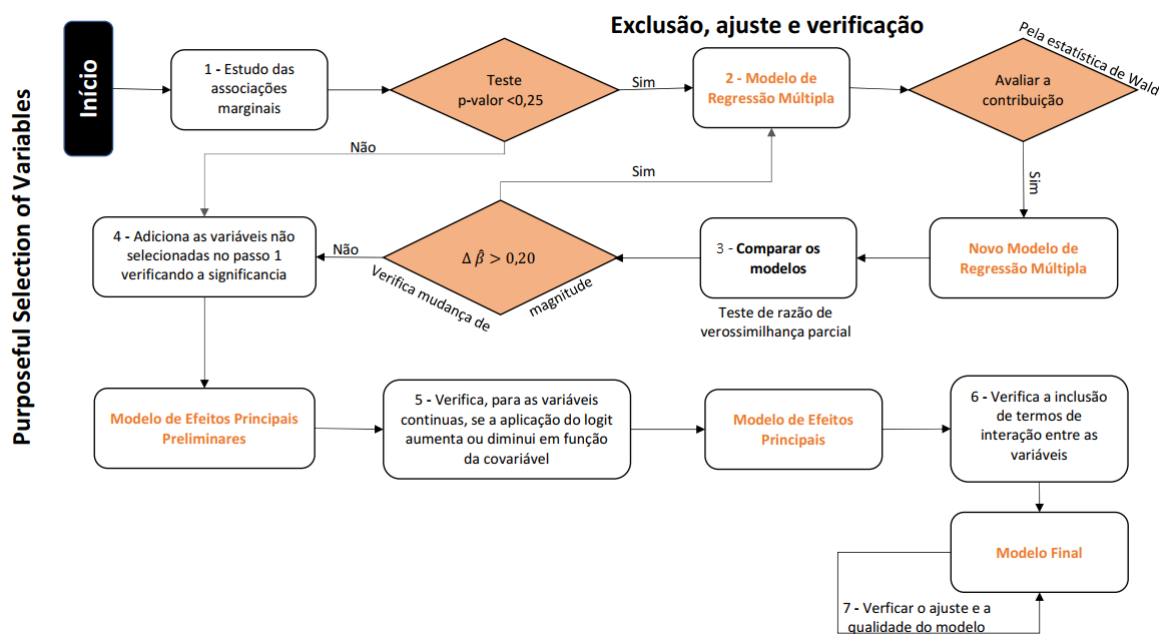 Purposeful Selection of Variables
Exclusão, ajuste e verificação
Início
1 - Estudo das
associações
marginais
Teste
p-valor <0,25
Sim
2 - Modelo de
Regressão Múltipla
Avaliar a
contribuição
Pela estatística de Wald
Não
Sim
Sim
4 - Adiciona as variáveis não
selecionadas no passo 1
verificando a significancia
Não
Δ β̂ > 0,20
Verifica mudança de
magnitude
3 - Comparar os
modelos
Teste de razão de
verossimilhança parcial
Novo Modelo de
Regressão Múltipla
Modelo de Efeitos Principais
Preliminares
5 - Verifica, para as variáveis
continuas, se a aplicação do logit
aumenta ou diminui em função
da covariável
Modelo de Efeitos
Principais
6 - Verifica a inclusão
de termos de
interação entre as
variáveis
Modelo Final
7 - Verficar o ajuste e a
qualidade do modelo